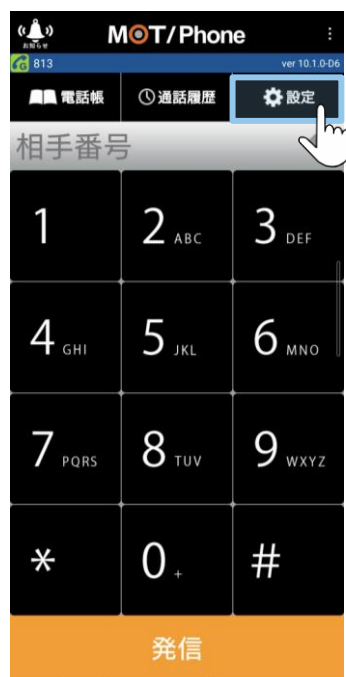 お知らせ
MOT/Phone
813
ver 10.1.0-D6
電話帳
通話履歴
設定
相手番号
1
2 ABC
3 DEF
4 GHI
5 JKL
6 MNO
7 PQRS
8 TUV
9 WXYZ
*
0 +
#
発信